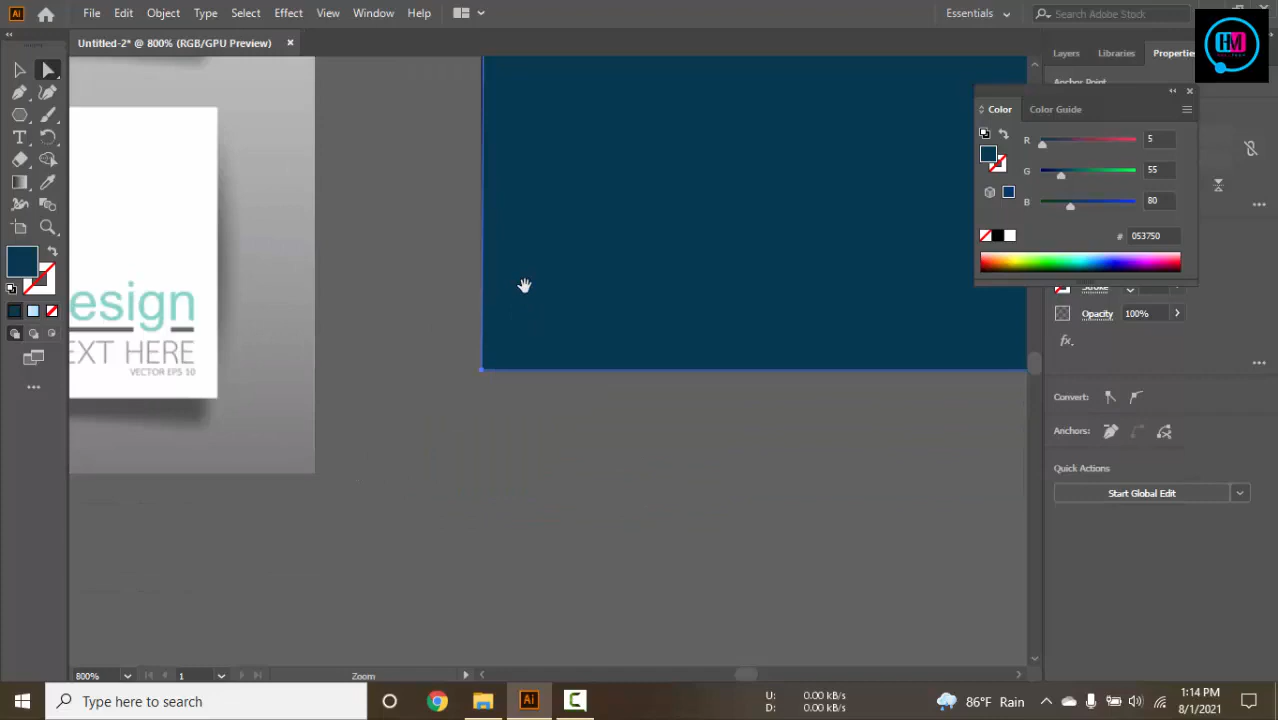 Ai File Edit Object Type Select Effect View Window Help Essentials Search Adobe Stock
HM
Untitled-2* @ 800% (RGB/GPU Preview) × Layers Libraries Properties
Anchor Point
Color Color Guide
R 5
G 55
B 80
# 053750
Stroke
Opacity 100%
fx.
Convert:
Anchors:
Quick Actions
Start Global Edit
esign
EXT HERE
VECTOR EPS 10
800% 1 Zoom
Type here to search
Ai
U: 0.00 kB/s
D: 0.00 kB/s
86°F Rain
1:14 PM
8/1/2021